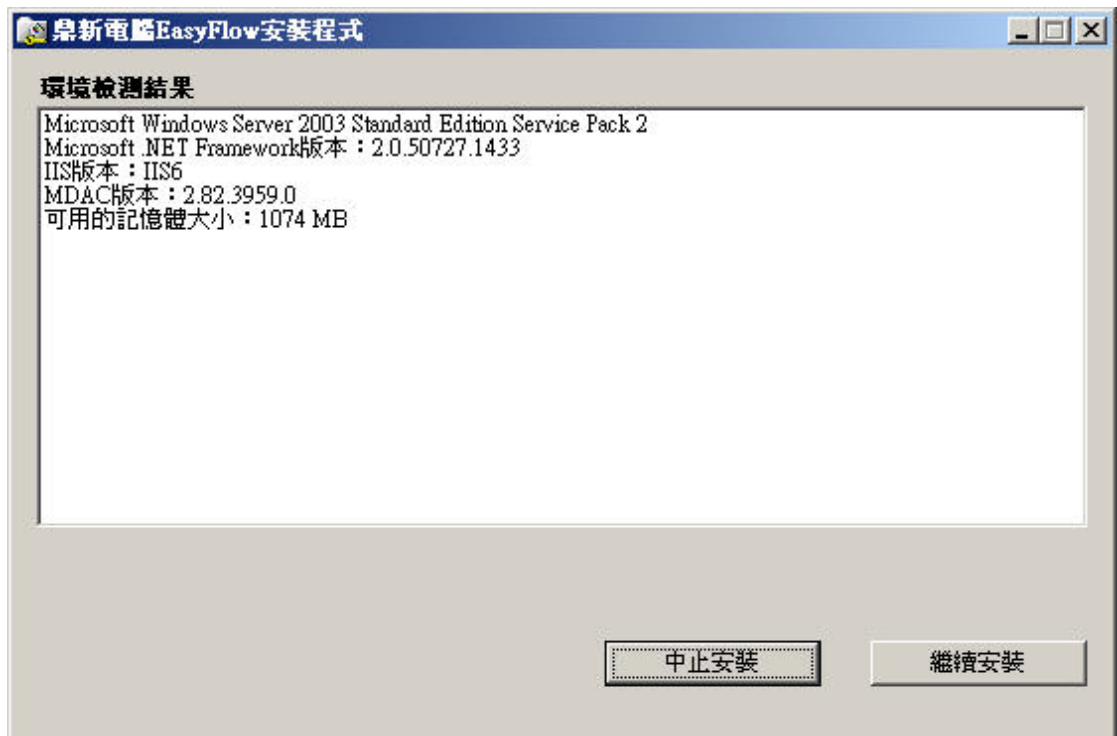 鼎新電腦EasyFlow安裝程式
環境檢測結果
Microsoft Windows Server 2003 Standard Edition Service Pack 2
Microsoft .NET Framework版本：2.0.50727.1433
IIS版本：IIS6
MDAC版本：2.82.3959.0
可用的記憶體大小：1074 MB
中止安裝
繼續安裝